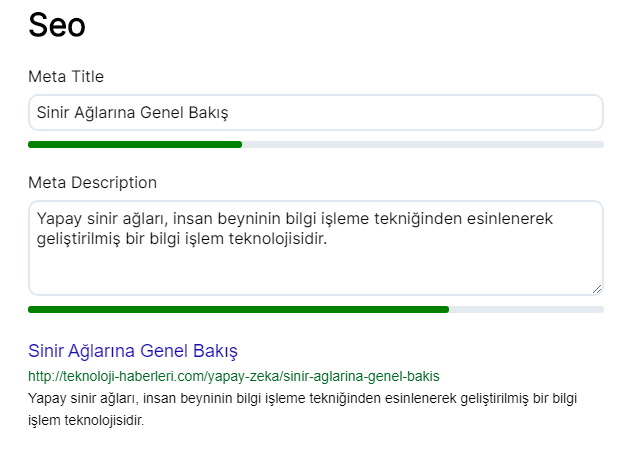 Seo
Meta Title
Sinir Ağlarına Genel Bakış
Meta Description
Yapay sinir ağları, insan beyninin bilgi işleme tekniğinden esinlenerek
geliştirilmiş bir bilgi işlem teknolojisidir.
Sinir Ağlarına Genel Bakış
http://teknoloji-haberleri.com/yapay-zeka/sinir-aglarina-genel-bakis
Yapay sinir ağları, insan beyninin bilgi işleme tekniğinden esinlenerek geliştirilmiş bir bilgi
işlem teknolojisidir.